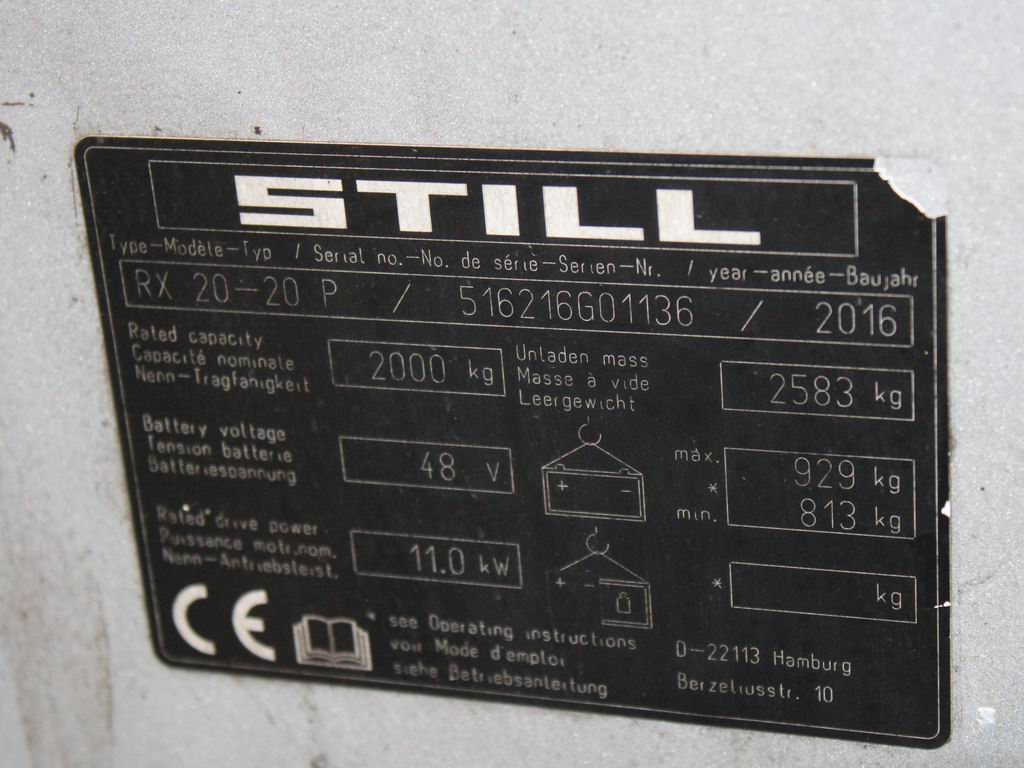 STILL
Type-Modèle-Typ / Serial no.-No. de série-Serien-Nr. / year-année-Baujahr
RX 20-20 P / 516216G01136 / 2016
Rated capacity
Capacité nominale
Nenn-Tragfähigkeit
2000 kg
Unladen mass
Masse à vide
Leergewicht
2583 kg
Battery voltage
Tension batterie
Batteriespannung
48 V
+ -
max. 929 kg
*
min. 813 kg
Rated drive power
Puissance motr.nom.
Nenn-Antriebsleist.
11.0 kW
+ -
* kg
CE
* see Operating instructions
voir Mode d'emploi
siehe Betriebsanleitung
D-22113 Hamburg
Berzeliusstr. 10